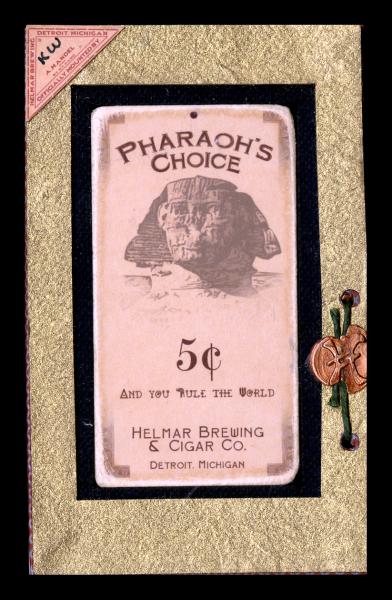 DETROIT, MICHIGAN
HELMAR BREWING
KW
A. MANDEL
OFFICIALLY MOUNTED BY
PHARAOH'S
CHOICE
5¢
AND YOU RULE THE WORLD
HELMAR BREWING
& CIGAR CO.
DETROIT, MICHIGAN